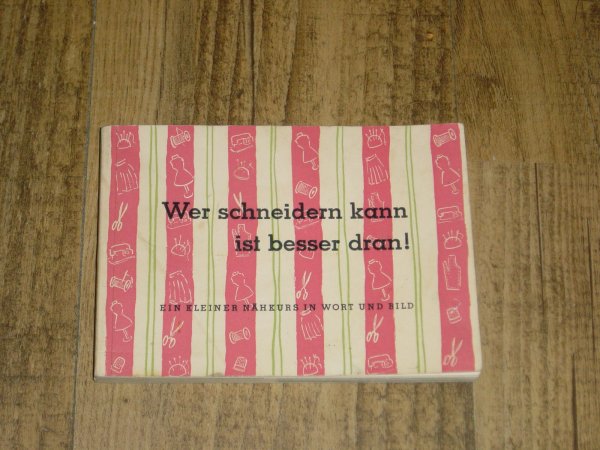 Wer schneidern kann
ist besser dran!
EIN KLEINER NÄHKURS IN WORT UND BILD